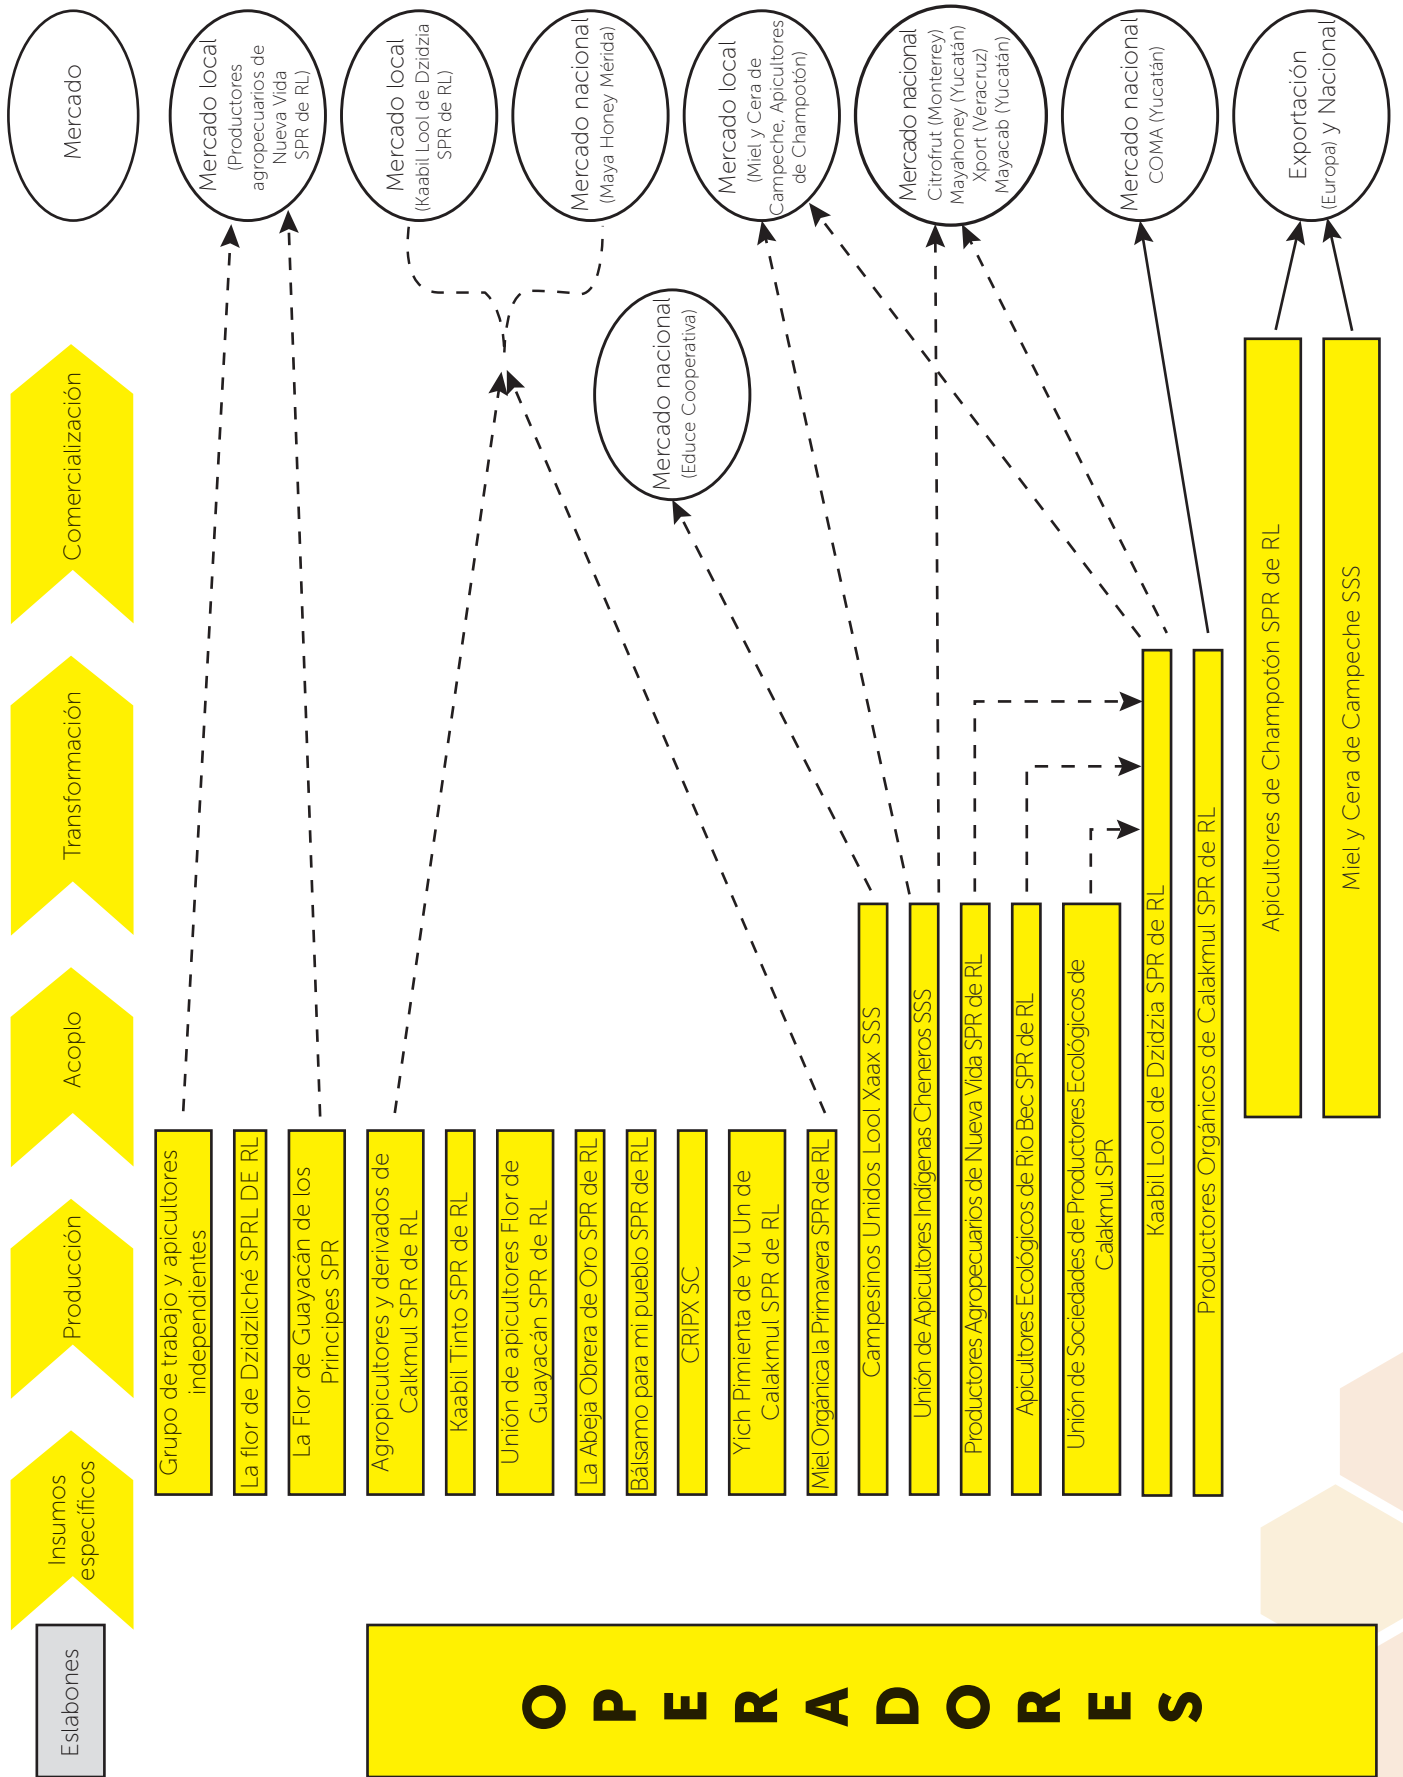 Eslabones
Insumos
específicos
Producción
Acoplo
Transformación
Comercialización
Mercado
OPERADORES
Grupo de trabajo y apicultores
independientes
La flor de Dzidzilché SPRL DE RL
La Flor de Guayacán de los
Principes SPR
Agropicultores y derivados de
Calkmul SPR de RL
Kaabil Tinto SPR de RL
Unión de apicultores Flor de
Guayacán SPR de RL
La Abeja Obrera de Oro SPR de RL
Bálsamo para mi pueblo SPR de RL
CRIPX SC
Yich Pimienta de Yu Un de
Calakmul SPR de RL
Miel Orgánica la Primavera SPR de RL
Campesinos Unidos Lool Xaax SSS
Unión de Apicultores Indígenas Cheneros SSS
Productores Agropecuarios de Nueva Vida SPR de RL
Apicultores Ecológicos de Rio Bec SPR de RL
Unión de Sociedades de Productores Ecológicos de
Calakmul SPR
Kaabil Lool de Dzidzia SPR de RL
Productores Orgánicos de Calakmul SPR de RL
Apicultores de Champotón SPR de RL
Miel y Cera de Campeche SSS
Mercado local
(Productores
agropecuarios de
Nueva Vida
SPR de RL)
Mercado local
(Kaabil Lool de Dzidzia
SPR de RL)
Mercado nacional
(Maya Honey Mérida)
Mercado nacional
(Educe Cooperativa)
Mercado local
(Miel y Cera de
Campeche, Apicultores
de Champotón)
Mercado nacional
Citrofrut (Monterrey)
Mayahoney (Yucatán)
Xport (Veracruz)
Mayacab (Yucatán)
Mercado nacional
COMA (Yucatán)
Exportación
(Europa) y Nacional